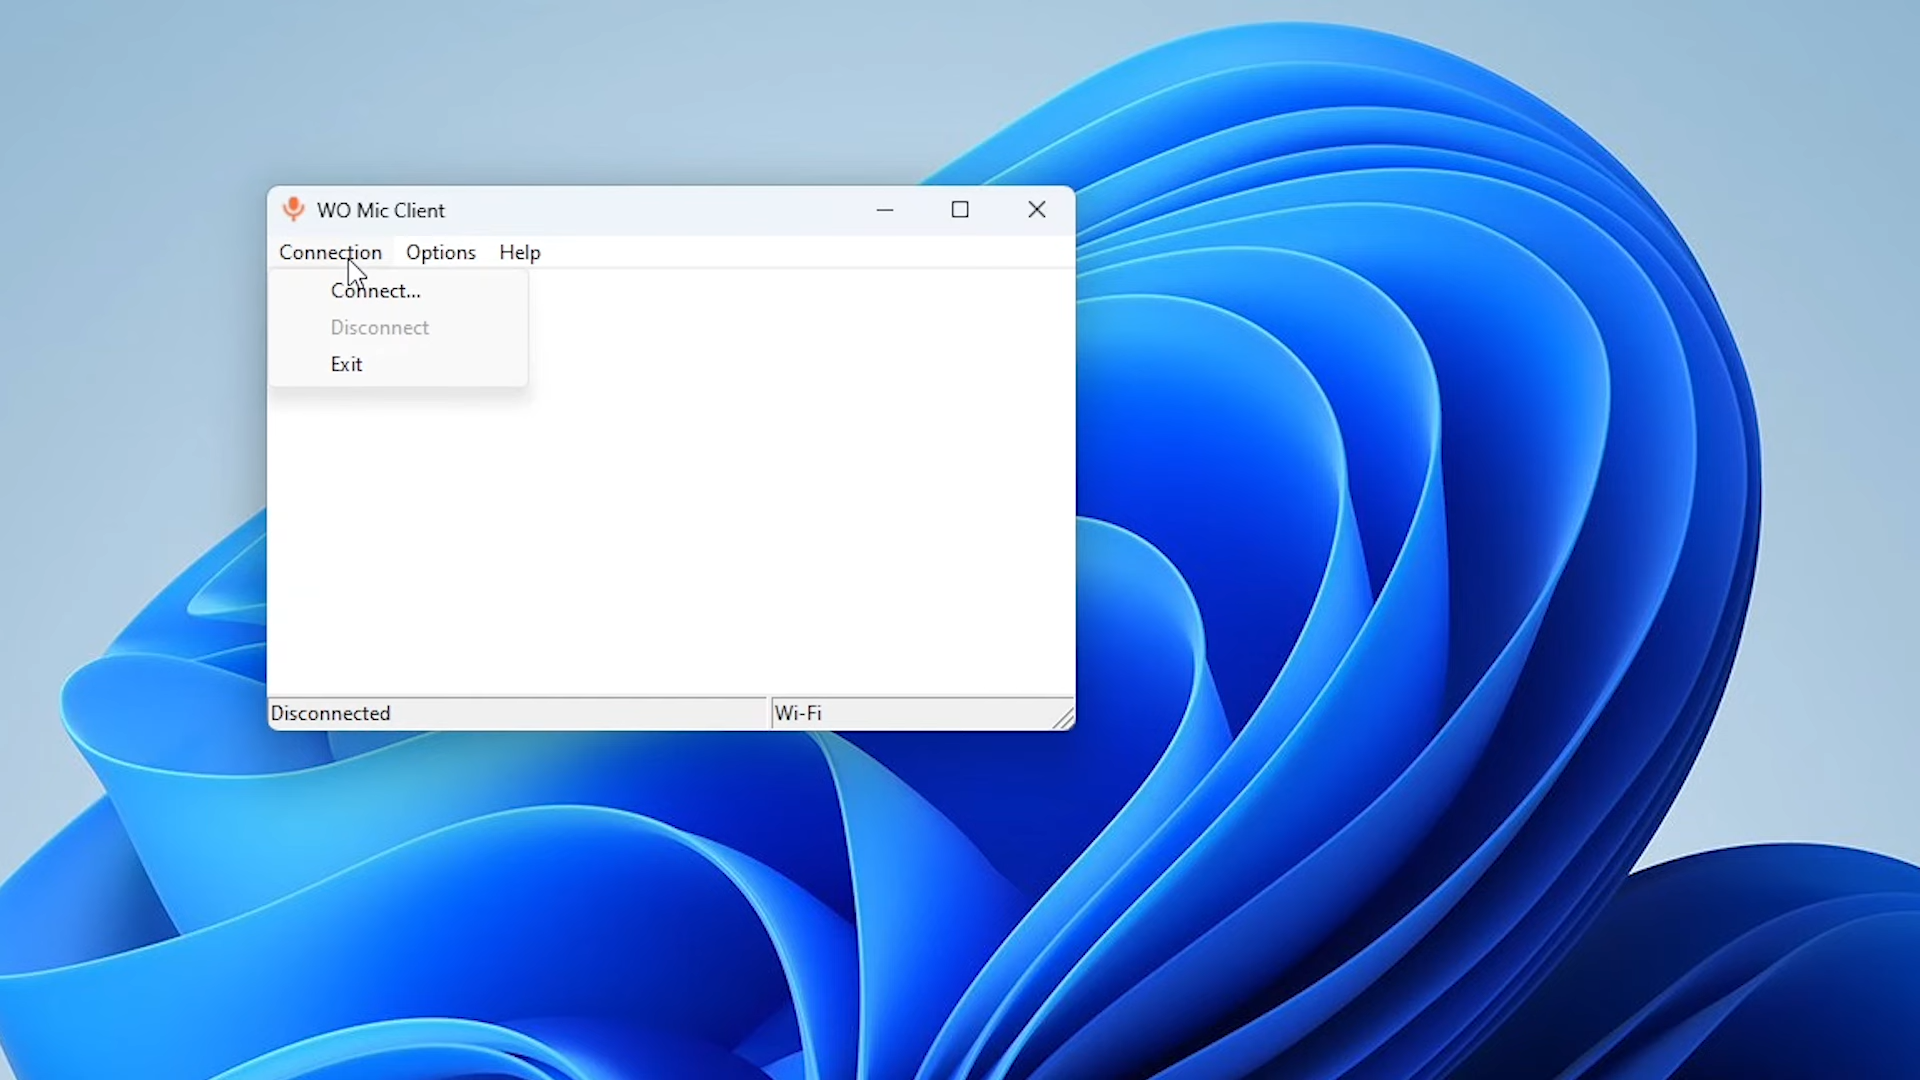 WO Mic Client
Connection Options Help
Connect...
Disconnect
Exit
Disconnected Wi-Fi